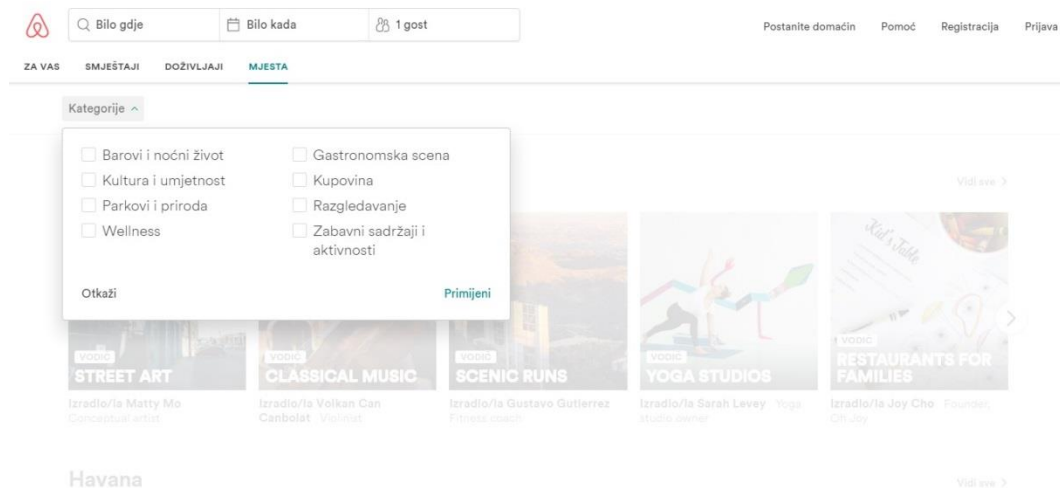 Bilo gdje
Bilo kada
1 gost
Postanite domaćin
Pomoć
Registracija
Prijava
ZA VAS
SMJEŠTAJI
DOŽIVLJAJI
MJESTA
Kategorije
Barovi i noćni život
Gastronomska scena
Kultura i umjetnost
Kupovina
Parkovi i priroda
Razgledavanje
Wellness
Zabavni sadržaji i
aktivnosti
Otkaži
Primijeni
Vidi sve >
Kid's Table
VODIČ
STREET ART
Izradio/la Matty Mo
Conceptual artist
VODIČ
CLASSICAL MUSIC
Izradio/la Volkan Can
Canbolat · Violinist
VODIČ
SCENIC RUNS
Izradio/la Gustavo Gutierrez
Fitness coach
VODIČ
YOGA STUDIOS
Izradio/la Sarah Levey · Yoga
studio owner
VODIČ
RESTAURANTS FOR
FAMILIES
Izradio/la Joy Cho · Founder,
Oh Joy
Havana
Vidi sve >